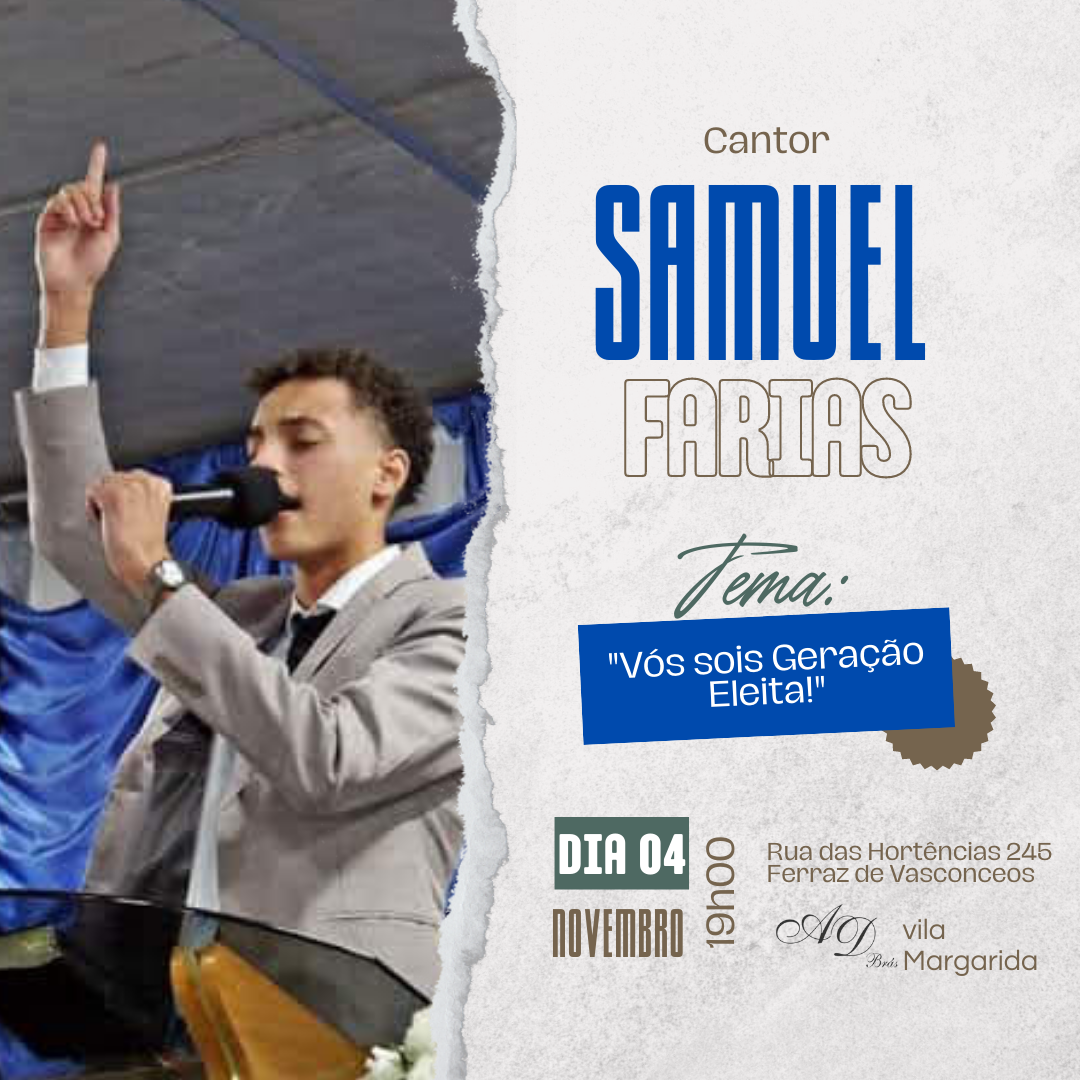 Cantor
SAMUEL
FARIAS
Tema:
"Vós sois Geração
Eleita!"
DIA 04
NOVEMBRO
19h00
Rua das Hortências 245
Ferraz de Vasconceos
AD Brás
vila
Margarida